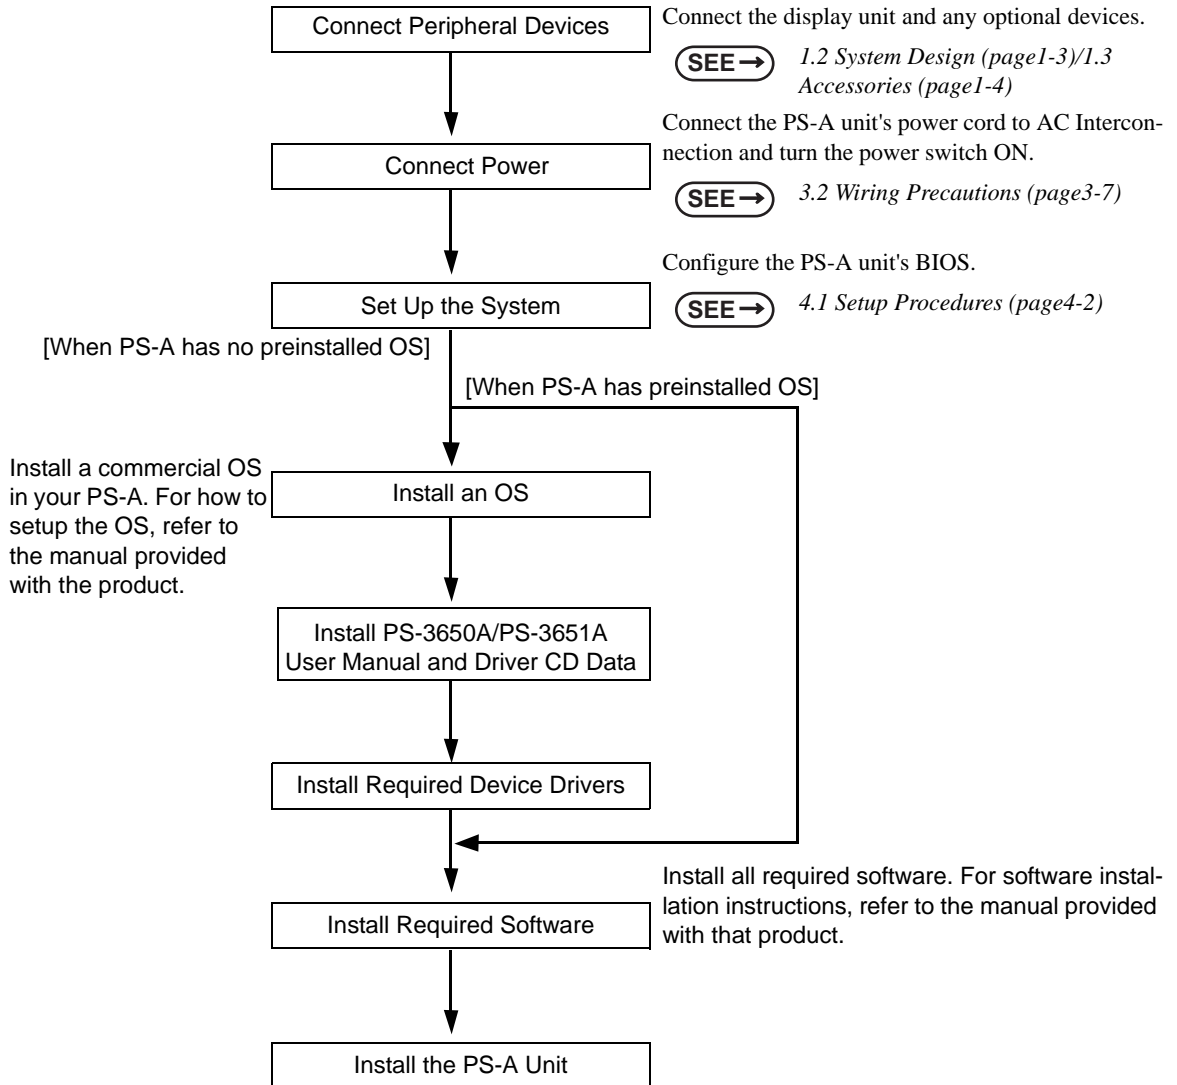 Connect Peripheral Devices
Connect the display unit and any optional devices.
SEE→
1.2 System Design (page1-3)/1.3
Accessories (page1-4)
Connect Power
Connect the PS-A unit's power cord to AC Intercon-
nection and turn the power switch ON.
SEE→
3.2 Wiring Precautions (page3-7)
Set Up the System
Configure the PS-A unit's BIOS.
SEE→
4.1 Setup Procedures (page4-2)
[When PS-A has no preinstalled OS]
[When PS-A has preinstalled OS]
Install a commercial OS
in your PS-A. For how to
setup the OS, refer to
the manual provided
with the product.
Install an OS
Install PS-3650A/PS-3651A
User Manual and Driver CD Data
Install Required Device Drivers
Install Required Software
Install all required software. For software instal-
lation instructions, refer to the manual provided
with that product.
Install the PS-A Unit